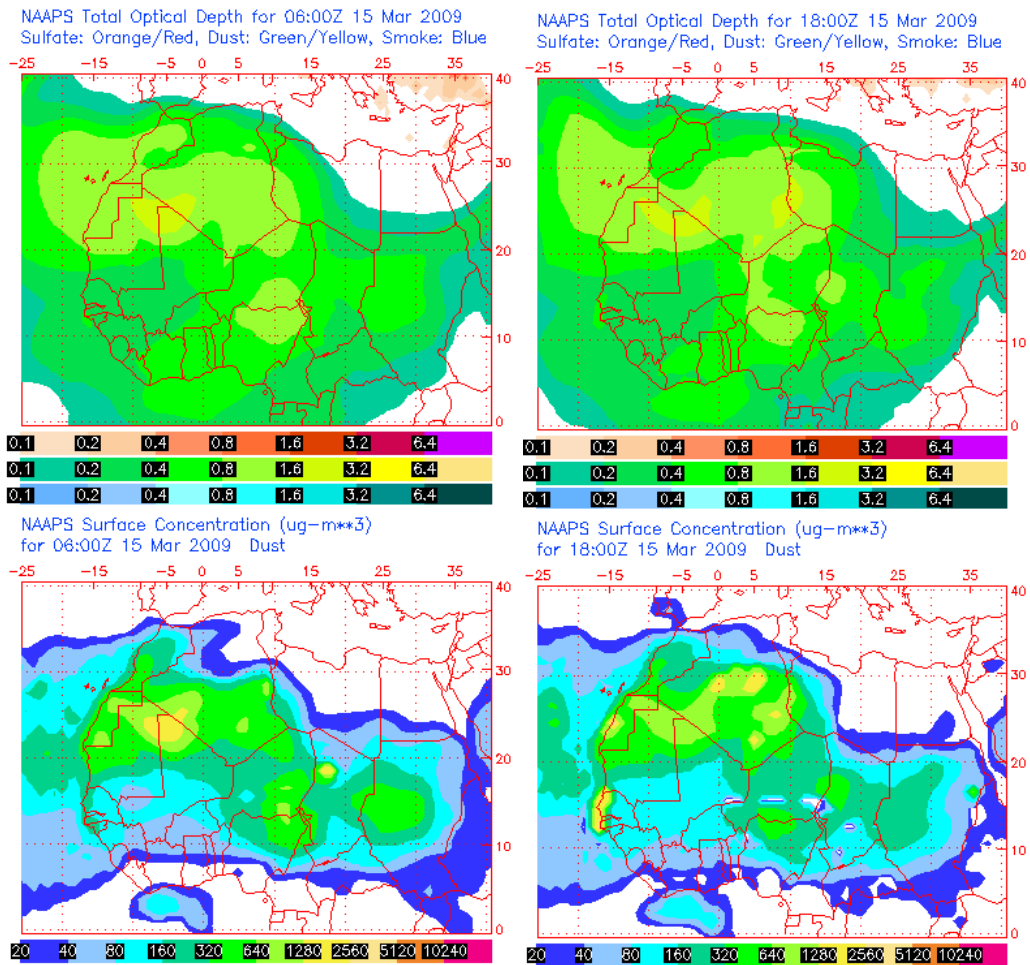 NAAPS Total Optical Depth for 06:00Z 15 Mar 2009
Sulfate: Orange/Red, Dust: Green/Yellow, Smoke: Blue
-25 -15 -5 0 5 15 25 35
40
30
20
10
0
0.1 0.2 0.4 0.8 1.6 3.2 6.4
0.1 0.2 0.4 0.8 1.6 3.2 6.4
0.1 0.2 0.4 0.8 1.6 3.2 6.4
NAAPS Total Optical Depth for 18:00Z 15 Mar 2009
Sulfate: Orange/Red, Dust: Green/Yellow, Smoke: Blue
-25 -15 -5 0 5 15 25 35
40
30
20
10
0
0.1 0.2 0.4 0.8 1.6 3.2 6.4
0.1 0.2 0.4 0.8 1.6 3.2 6.4
0.1 0.2 0.4 0.8 1.6 3.2 6.4
NAAPS Surface Concentration (ug-m**3)
for 06:00Z 15 Mar 2009 Dust
-25 -15 -5 0 5 15 25 35
40
30
20
10
0
20 40 80 160 320 640 1280 2560 5120 10240
NAAPS Surface Concentration (ug-m**3)
for 18:00Z 15 Mar 2009 Dust
-25 -15 -5 0 5 15 25 35
40
30
20
10
0
20 40 80 160 320 640 1280 2560 5120 10240